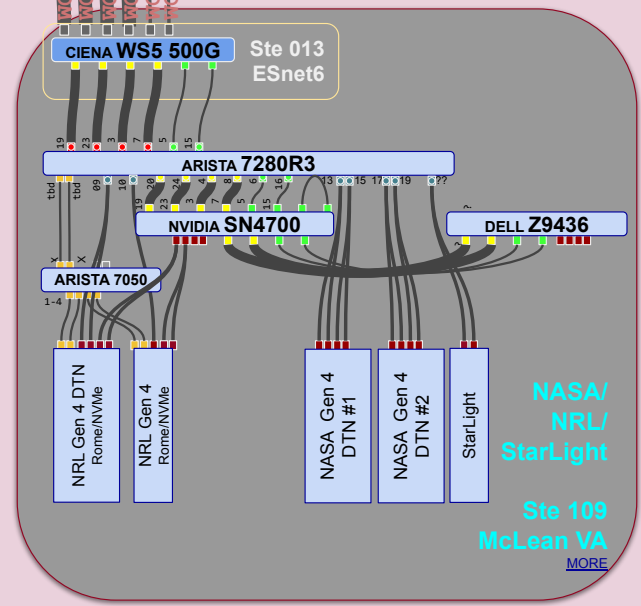 CIENA WS5 500G
Ste 013
ESnet6
19 23 3 7 5 15
ARISTA 7280R3
tbd tbd 09 10 20 24 4 8 6 16 13 15 17 19 ??
19 23 3 7 5 15 ?
NVIDIA SN4700
DELL Z9436
?
X X
ARISTA 7050
1-4
NRL Gen 4 DTN
Rome/NVMe
NRL Gen 4
Rome/NVMe
NASA Gen 4
DTN #1
NASA Gen 4
DTN #2
StarLight
NASA/
NRL/
StarLight
Ste 109
McLean VA
MORE